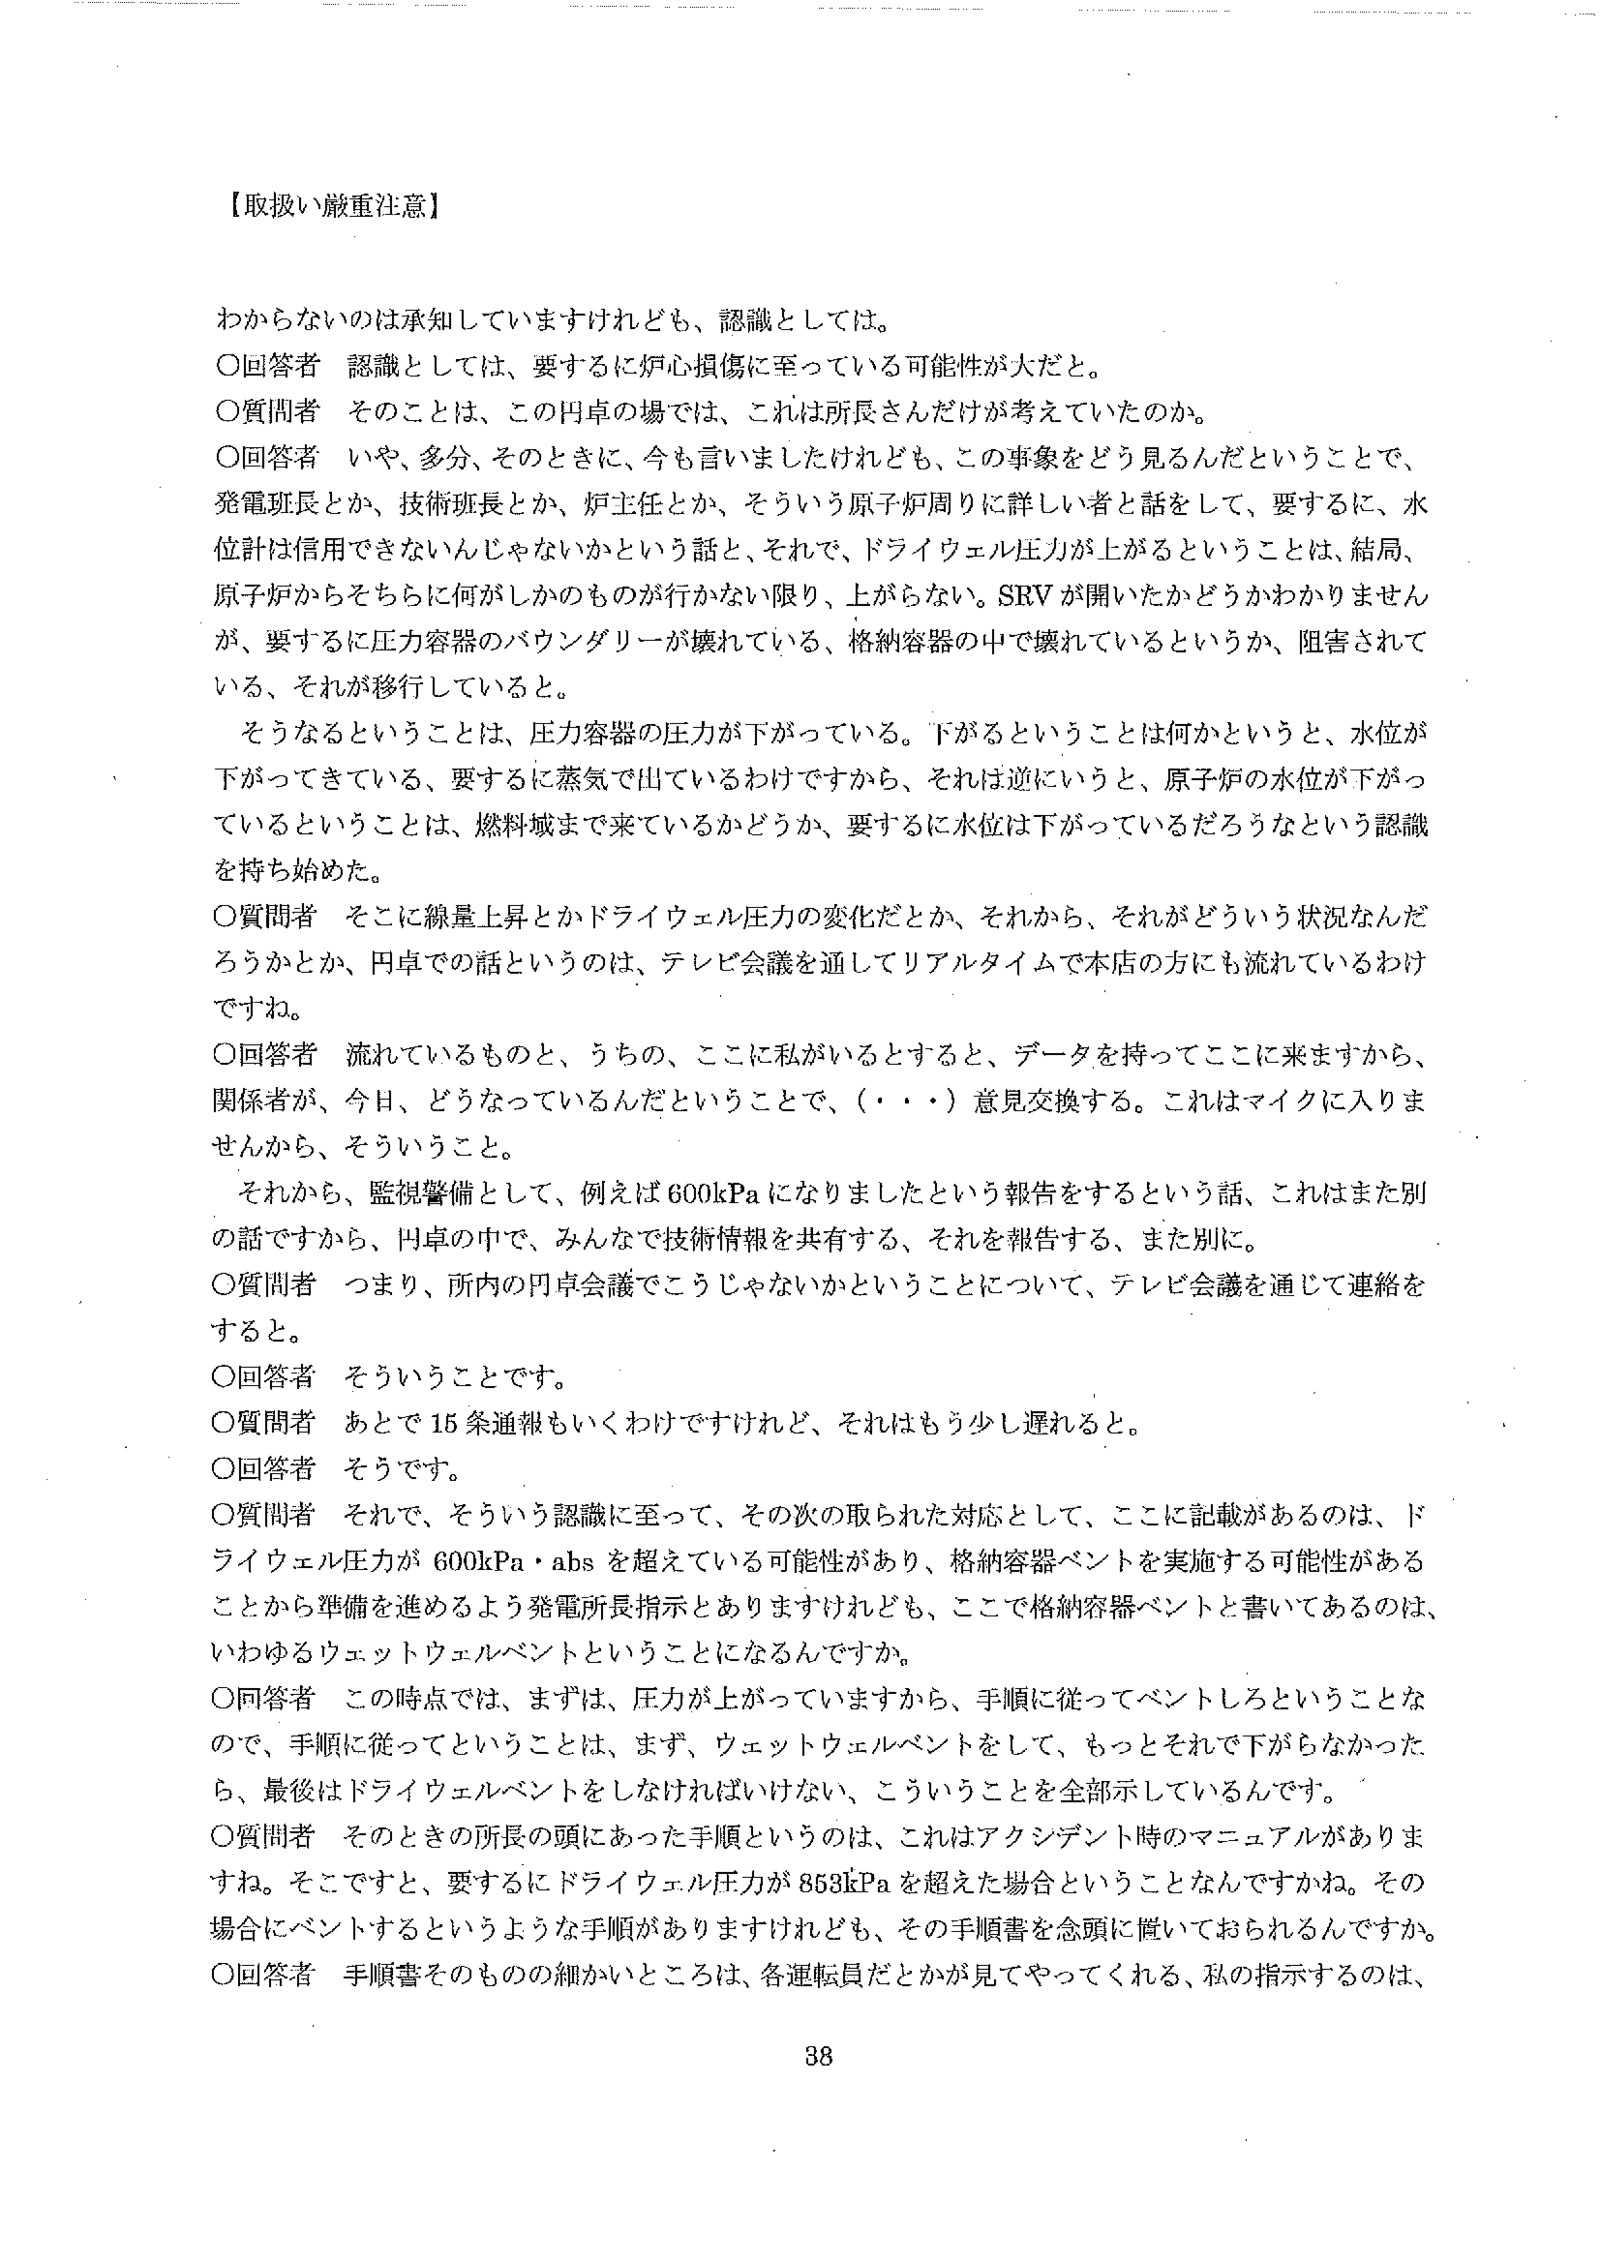 【取扱い厳重注意】
わからないのは承知していますけれども、認識としては。
〇回答者　認識としては、要するに炉心損傷に至っている可能性が大だと。
〇質問者　そのことは、この円卓の場では、これは所長さんだけが考えていたのか。
〇回答者　いや、多分、そのときに、今も言いましたけれども、この事象をどう見るんだということで、
発電班長とか、技術班長とか、炉主任とか、そういう原子炉周りに詳しい者と話をして、要するに、水
位計は信用できないんじゃないかという話と、それで、ドライウェル圧力が上がるということは、結局、
原子炉からそちらに何がしかのものが行かない限り、上がらない。SRV が開いたかどうかわかりません
が、要するに圧力容器のバウンダリーが壊れている、格納容器の中で壊れているというか、阻害されて
いる、それが移行していると。
　そうなるということは、圧力容器の圧力が下がっている。下がるということは何かというと、水位が
下がってきている、要するに蒸気で出ているわけですから、それは逆にいうと、原子炉の水位が下がっ
ているということは、燃料域まで来ているかどうか、要するに水位は下がっているだろうなという認識
を持ち始めた。
〇質問者　そこに線量上昇とかドライウェル圧力の変化だとか、それから、それがどういう状況なんだ
ろうかとか、円卓での話というのは、テレビ会議を通してリアルタイムで本店の方にも流れているわけ
ですね。
〇回答者　流れているものと、うちの、ここに私がいるとすると、データを持ってここに来ますから、
関係者が、今日、どうなっているんだということで、（・・・）意見交換する。これはマイクに入りま
せんから、そういうこと。
　それから、監視警備として、例えば 600kPa になりましたという報告をするという話、これはまた別
の話ですから、円卓の中で、みんなで技術情報を共有する、それを報告する、また別に。
〇質問者　つまり、所内の円卓会議でこうじゃないかということについて、テレビ会議を通じて連絡を
すると。
〇回答者　そういうことです。
〇質問者　あとで 15 条通報もいくわけですけれど、それはもう少し遅れると。
〇回答者　そうです。
〇質問者　それで、そういう認識に至って、その次の取られた対応として、ここに記載があるのは、ド
ライウェル圧力が 600kPa・abs を超えている可能性があり、格納容器ベントを実施する可能性がある
ことから準備を進めるよう発電所長指示とありますけれども、ここで格納容器ベントと書いてあるのは、
いわゆるウェットウェルベントということになるんですか。
〇回答者　この時点では、まずは、圧力が上がっていますから、手順に従ってベントしろということな
ので、手順に従ってということは、まず、ウェットウェルベントをして、もっとそれで下がらなかった
ら、最後はドライウェルベントをしなければいけない、こういうことを全部示しているんです。
〇質問者　そのときの所長の頭にあった手順というのは、これはアクシデント時のマニュアルがありま
すね。そこですと、要するにドライウェル圧力が 853kPa を超えた場合ということなんですかね。その
場合にベントするというような手順がありますけれども、その手順書を念頭に置いておられるんですか。
〇回答者　手順書そのものの細かいところは、各運転員だとかが見てやってくれる、私の指示するのは、
38